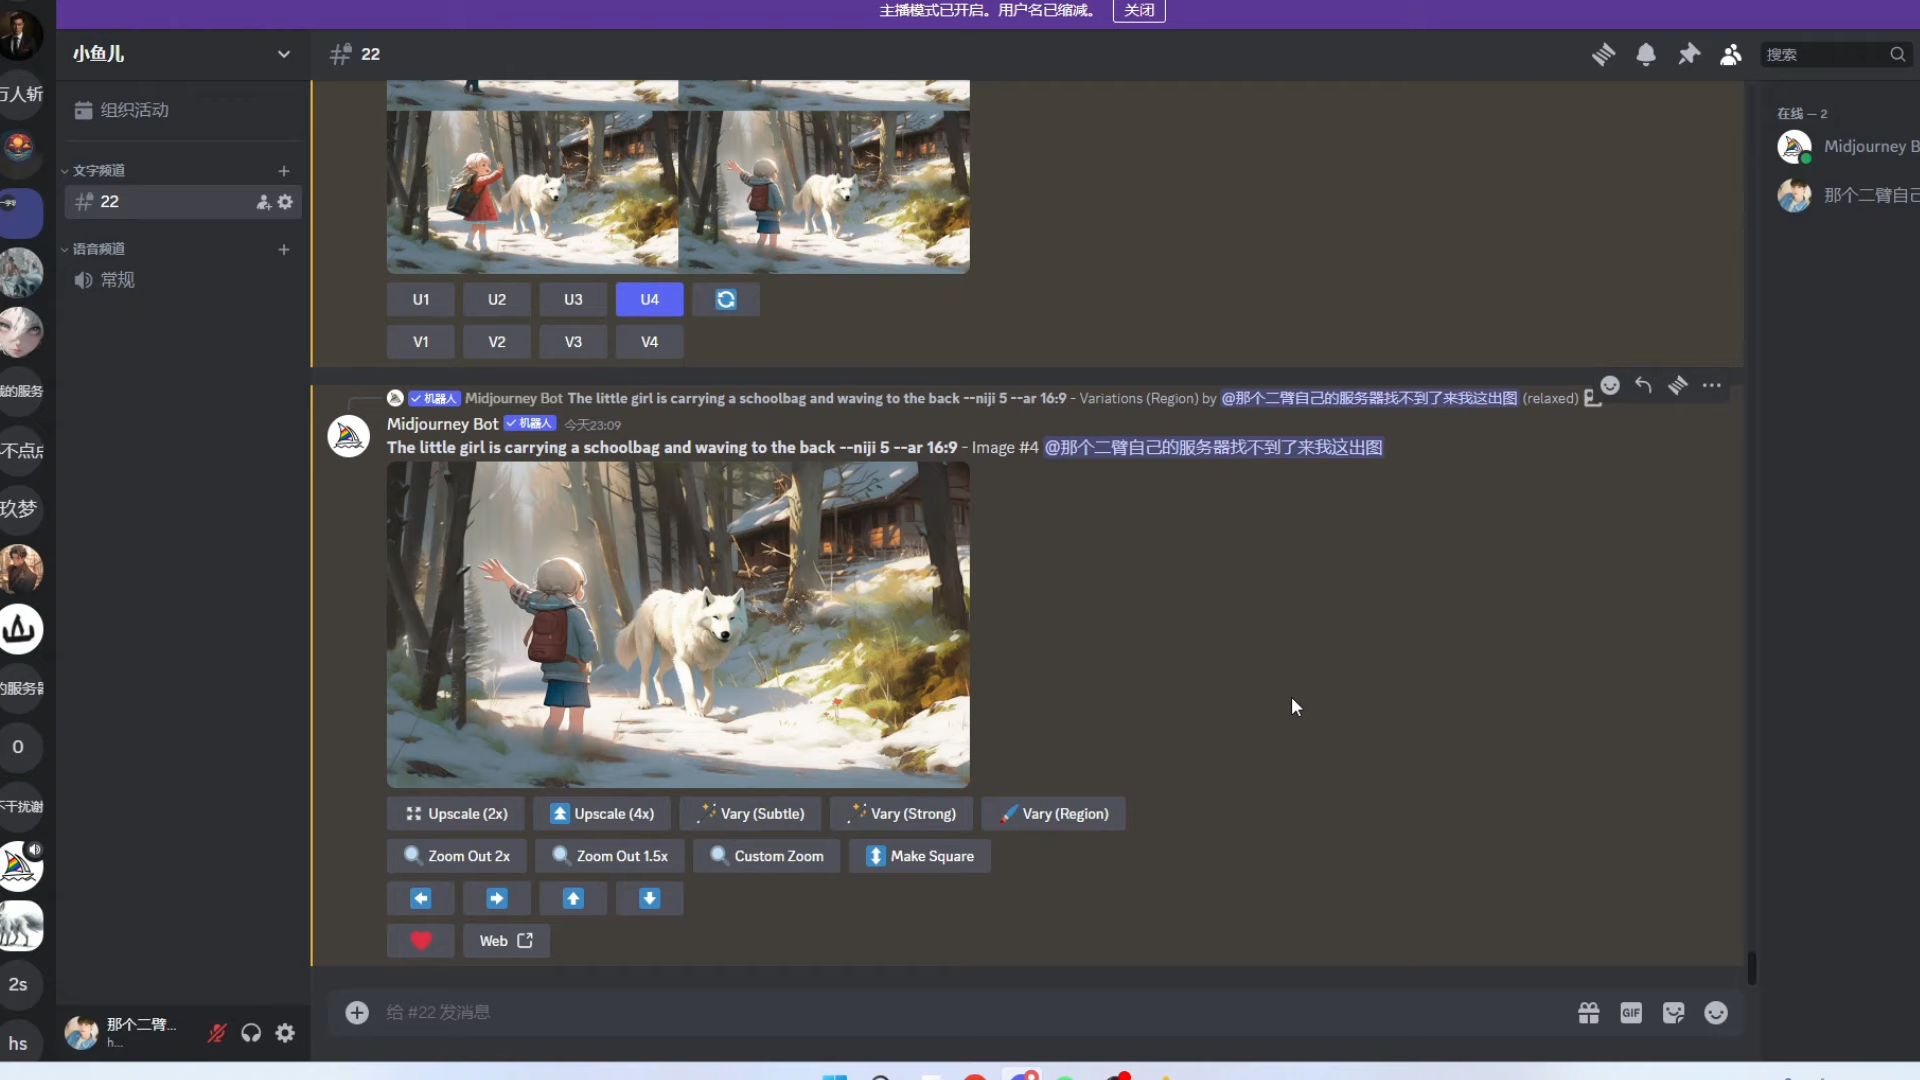 主播模式已开启。用户名已缩减。 关闭
小鱼儿
22
搜索
组织活动
文字频道
22
语音频道
常规
万人斩
玖梦
0
2s
hs
U1 U2 U3 U4
V1 V2 V3 V4
机器人 Midjourney Bot The little girl is carrying a schoolbag and waving to the back --niji 5 --ar 16:9 - Variations (Region) by @那个二臂自己的服务器找不到了来我这出图 (relaxed)
Midjourney Bot 机器人 今天23:09
The little girl is carrying a schoolbag and waving to the back --niji 5 --ar 16:9 - Image #4 @那个二臂自己的服务器找不到了来我这出图
Upscale (2x) Upscale (4x) Vary (Subtle) Vary (Strong) Vary (Region)
Zoom Out 2x Zoom Out 1.5x Custom Zoom Make Square
Web
给 #22 发消息
GIF
那个二臂...
h...
在线 — 2
Midjourney B
那个二臂自己